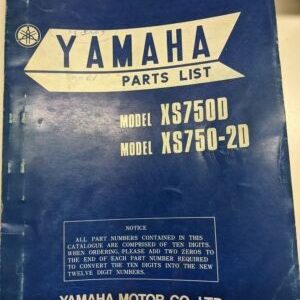 YAMAHA
PARTS LIST
MODEL XS750D
MODEL XS750-2D
NOTICE
ALL PART NUMBERS CONTAINED IN THIS
CATALOGUE ARE COMPRISED OF TEN DIGITS.
WHEN ORDERING, PLEASE ADD TWO ZEROS TO
THE END OF EACH PART NUMBER REQUIRED
TO CONVERT THE TEN DIGITS INTO THE NEW
TWELVE DIGIT NUMBERS.
YAMAHA MOTOR CO., LTD.